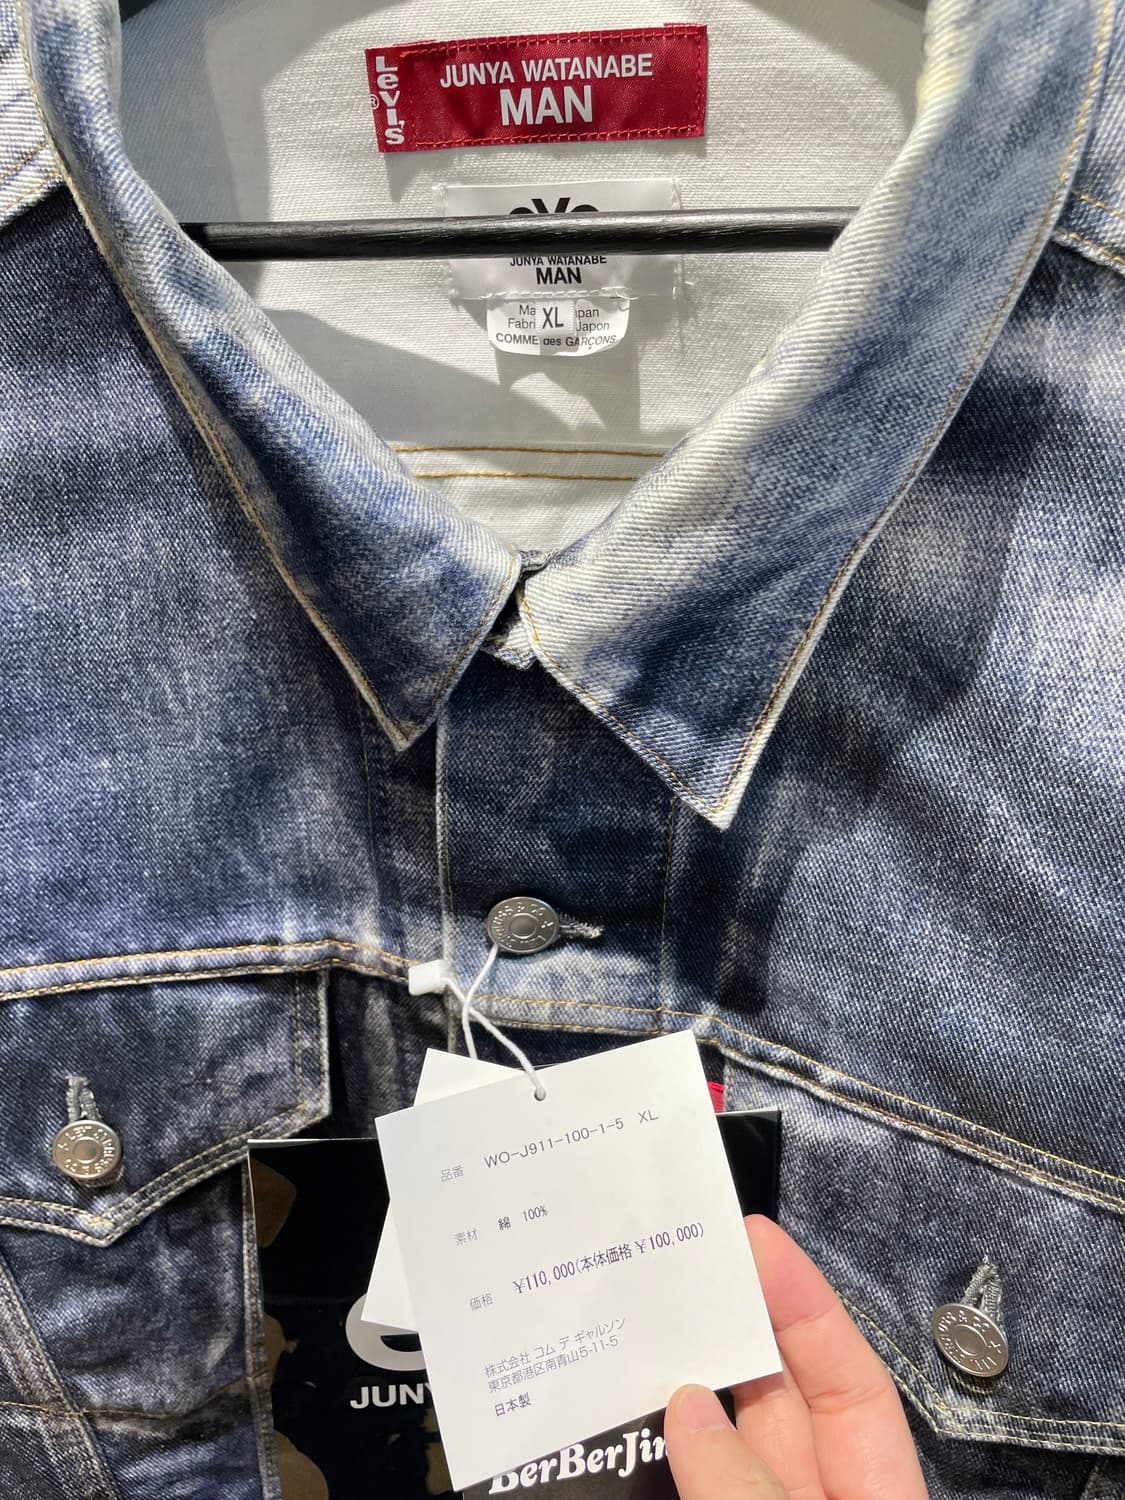 Levi's
®
JUNYA WATANABE
MAN
eYe
JUNYA WATANABE
MAN
XL
COMME des GARÇONS
品番 WO-J911-100-1-5 XL
素材 綿 100%
価格 ¥110,000(本体価格 ¥100,000)
株式会社 コム デ ギャルソン
東京都港区南青山5-11-5
日本製
JUNY
BerBerJin